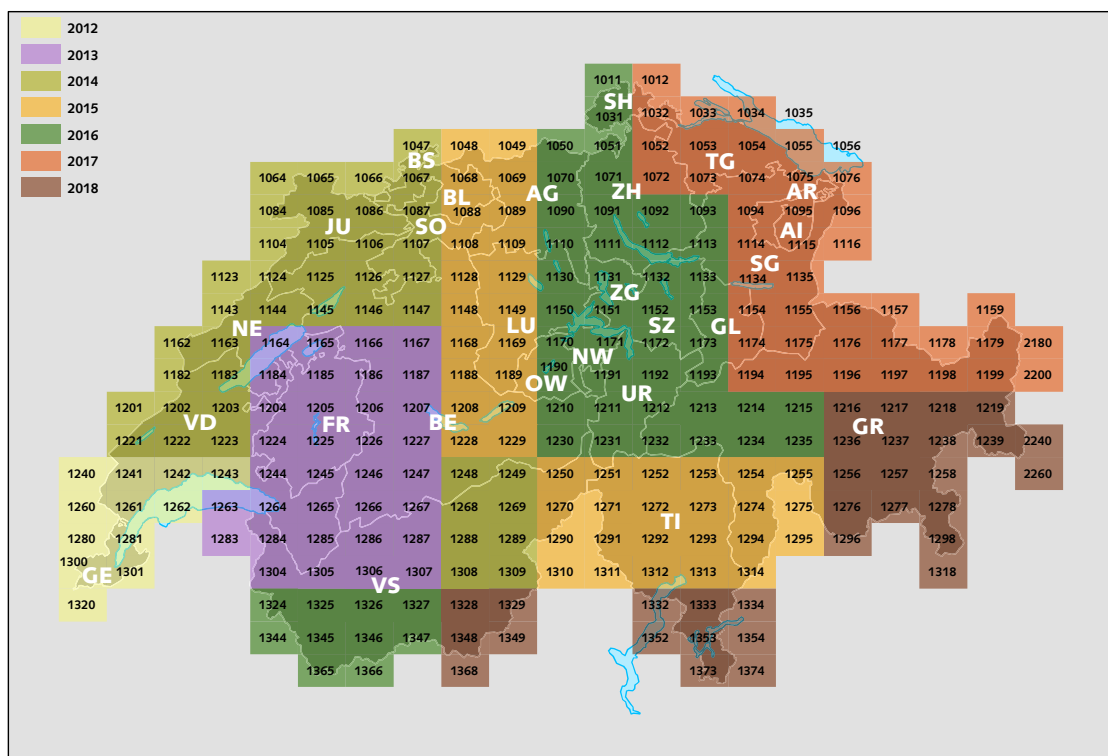 2012
2013
2014
2015
2016
2017
2018
1011 1012
SH
1031 1032 1033 1034 1035
1047 1048 1049 1050 1051 1052 1053 1054 1055 1056
BS TG
1064 1065 1066 1067 1068 1069 1070 1071 1072 1073 1074 1075 1076
BL AG ZH AR
1084 1085 1086 1087 1088 1089 1090 1091 1092 1093 1094 1095 1096
JU SO AI
1104 1105 1106 1107 1108 1109 1110 1111 1112 1113 1114 1115 1116
SG
1123 1124 1125 1126 1127 1128 1129 1130 1131 1132 1133 1134 1135
ZG
1143 1144 1145 1146 1147 1148 1149 1150 1151 1152 1153 1154 1155 1156 1157 1159
NE LU SZ GL
1162 1163 1164 1165 1166 1167 1168 1169 1170 1171 1172 1173 1174 1175 1176 1177 1178 1179 2180
NW
1182 1183 1184 1185 1186 1187 1188 1189 1190 1191 1192 1193 1194 1195 1196 1197 1198 1199 2200
OW UR
1201 1202 1203 1204 1205 1206 1207 1208 1209 1210 1211 1212 1213 1214 1215 1216 1217 1218 1219
VD FR BE GR
1221 1222 1223 1224 1225 1226 1227 1228 1229 1230 1231 1232 1233 1234 1235 1236 1237 1238 1239 2240
1240 1241 1242 1243 1244 1245 1246 1247 1248 1249 1250 1251 1252 1253 1254 1255 1256 1257 1258 2260
1260 1261 1262 1263 1264 1265 1266 1267 1268 1269 1270 1271 1272 1273 1274 1275 1276 1277 1278
TI
1280 1281 1283 1284 1285 1286 1287 1288 1289 1290 1291 1292 1293 1294 1295 1296 1298
1300 1301 1304 1305 1306 1307 1308 1309 1310 1311 1312 1313 1314 1318
GE VS
1320 1324 1325 1326 1327 1328 1329 1332 1333 1334
1344 1345 1346 1347 1348 1349 1352 1353 1354
1365 1366 1368 1373 1374